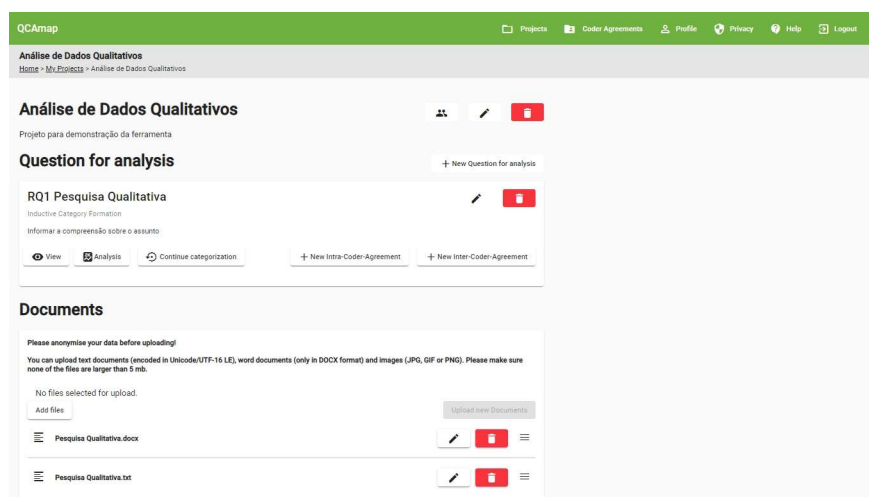 QCAmap
Projects
Coder Agreements
Profile
Privacy
Help
Logout
Análise de Dados Qualitativos
Home > My Projects > Análise de Dados Qualitativos
Análise de Dados Qualitativos
Projeto para demonstração da ferramenta
Question for analysis
+ New Question for analysis
RQ1 Pesquisa Qualitativa
Inductive Category Formation
Informar a compreensão sobre o assunto
View
Analysis
Continue categorization
+ New Intra-Coder-Agreement
+ New Inter-Coder-Agreement
Documents
Please anonymise your data before uploading!
You can upload text documents (encoded in Unicode/UTF-16 LE), word documents (only in DOCX format) and images (JPG, GIF or PNG). Please make sure
none of the files are larger than 5 mb.
No files selected for upload.
Add files
Upload new Documents
Pesquisa Qualitativa.docx
Pesquisa Qualitativa.txt